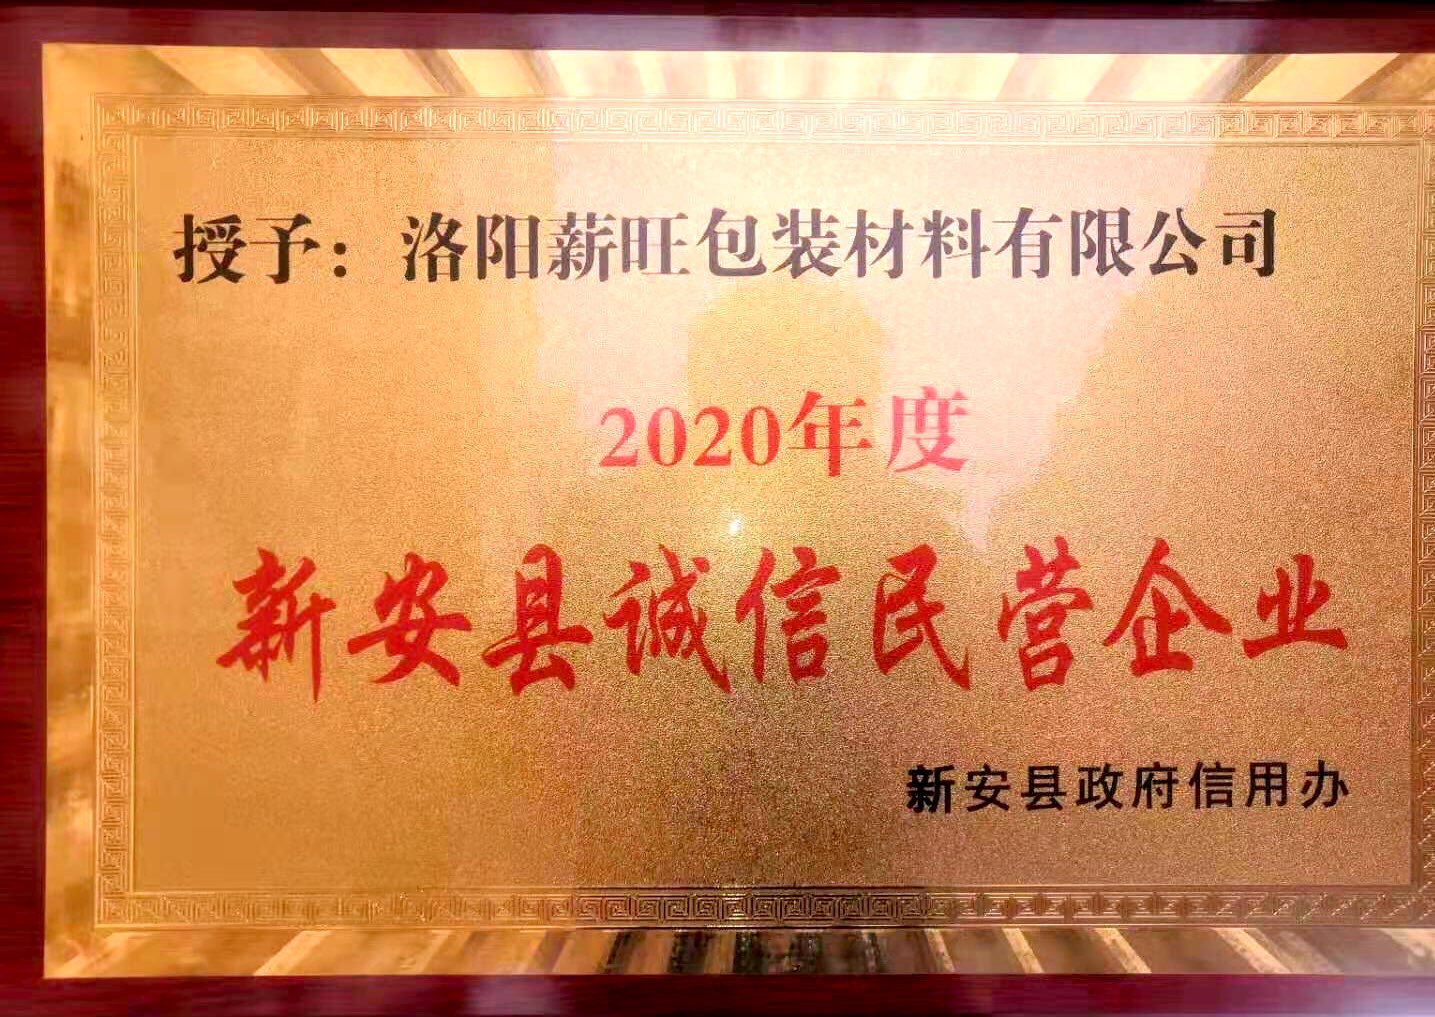 授予：洛阳薪旺包装材料有限公司
2020年度
新安县诚信民营企业
新安县政府信用办